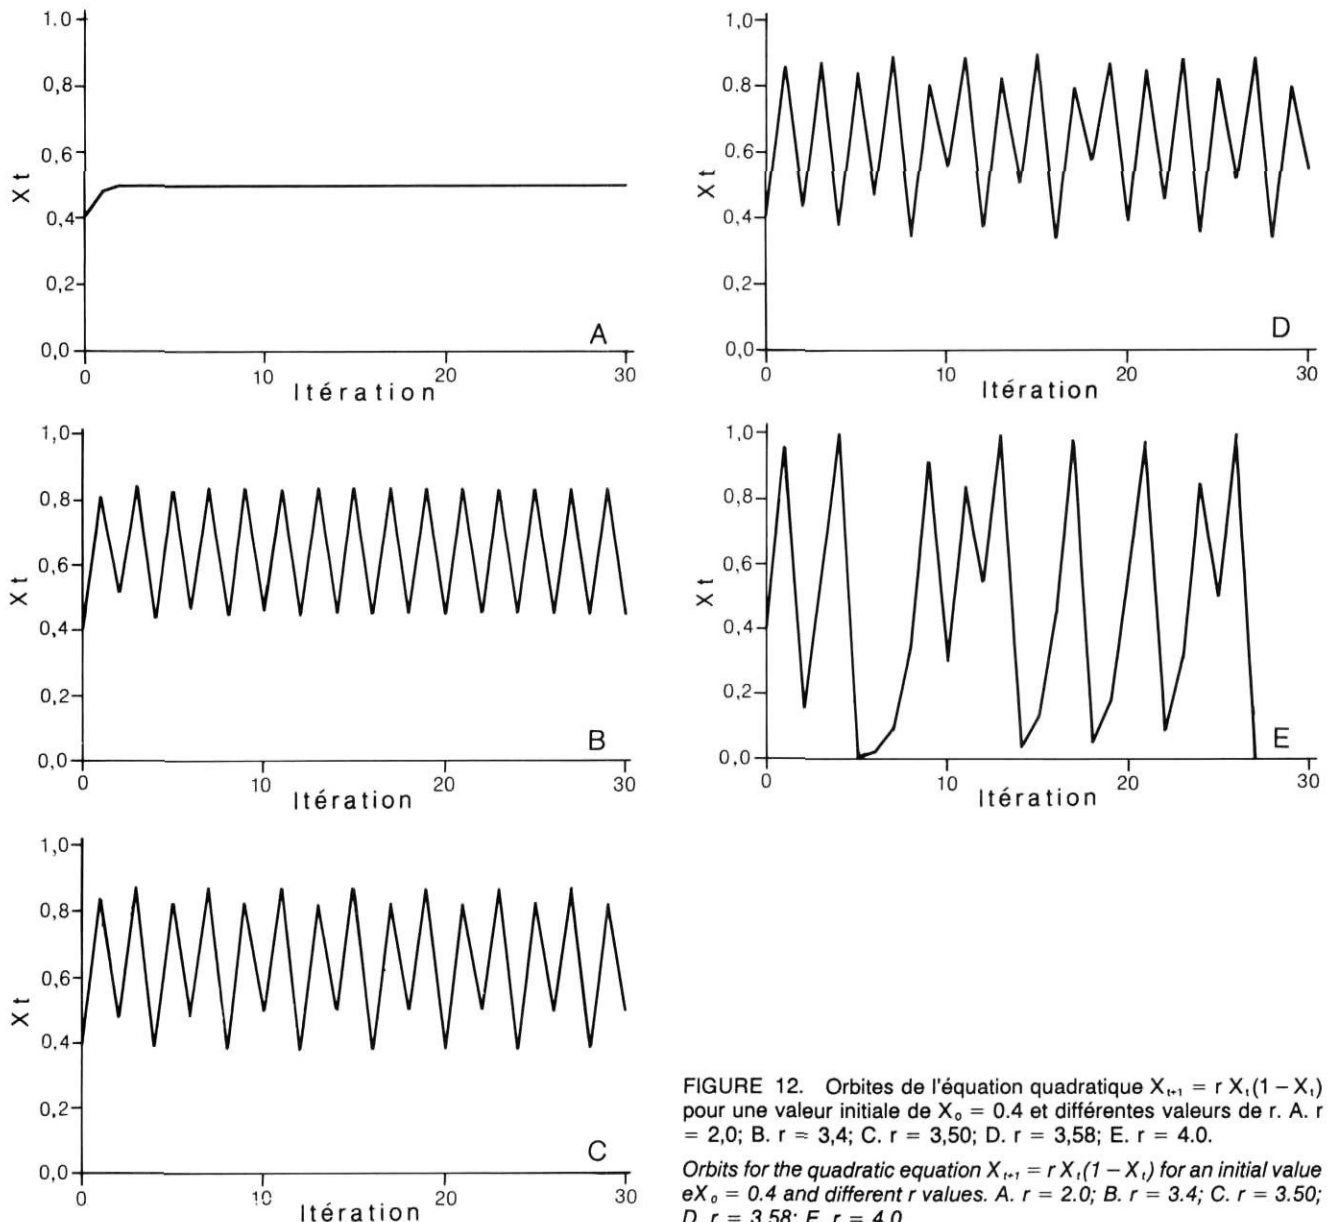 1.0
0,8
0,6
0,4
0,2
0,0
Xt
A
0 10 20 30
Itération
1,0
0,8
0,6
0,4
0,2
0,0
Xt
B
0 10 20 30
Itération
1,0
0,8
0,6
0,4
0,2
0,0
Xt
C
0 10 20 30
Itération
1,0
0,8
0,6
0,4
0,2
0,0
Xt
D
0 10 20 30
Itération
1,0
0,8
0,6
0,4
0,2
0.0
Xt
E
0 10 20 30
Itération
FIGURE 12. Orbites de l'équation quadratique Xₜ₊₁ = r Xₜ(1 – Xₜ)
pour une valeur initiale de X₀ = 0.4 et différentes valeurs de r. A. r
= 2,0; B. r = 3,4; C. r = 3,50; D. r = 3,58; E. r = 4.0.
Orbits for the quadratic equation Xₜ₊₁ = r Xₜ(1 – Xₜ) for an initial value
eX₀ = 0.4 and different r values. A. r = 2.0; B. r = 3.4; C. r = 3.50;
D. r = 3.58; E. r = 4.0